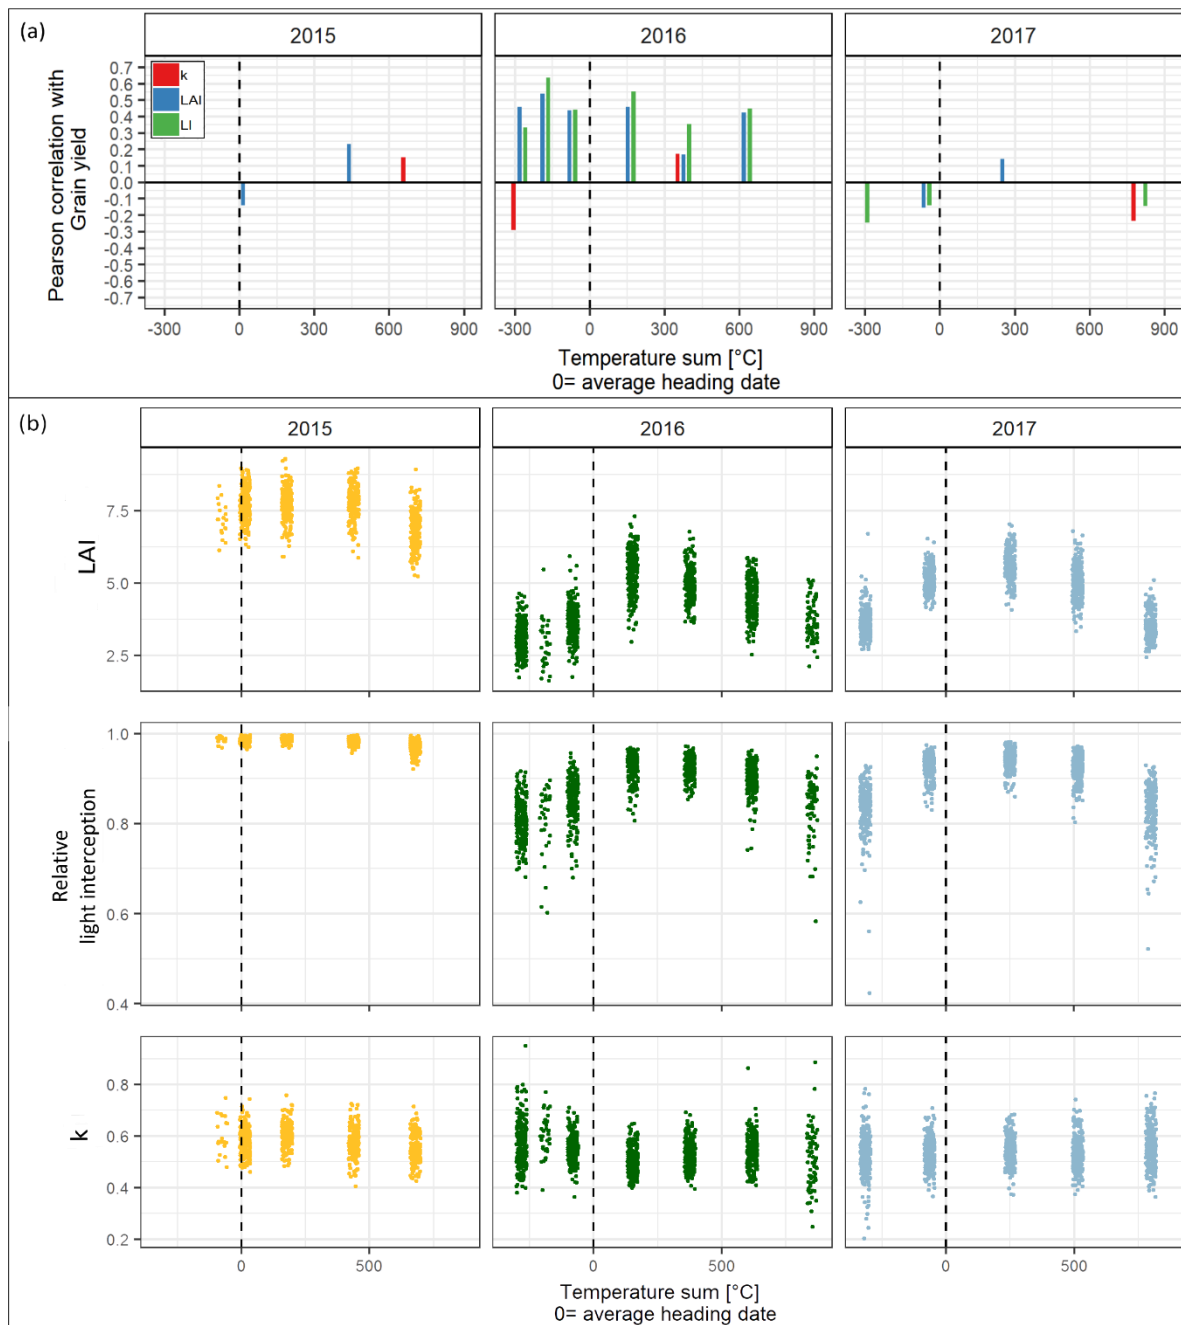 (a)
2015
2016
2017
k
LAI
LI
0.7
0.6
0.5
0.4
0.3
0.2
0.1
0.0
-0.1
-0.2
-0.3
-0.4
-0.5
-0.6
-0.7
Pearson correlation with
Grain yield
-300 0 300 600 900
-300 0 300 600 900
-300 0 300 600 900
Temperature sum [°C]
0= average heading date
(b)
2015
2016
2017
LAI
7.5
5.0
2.5
Relative
light interception
1.0
0.8
0.6
0.4
k
0.8
0.6
0.4
0.2
0 500
0 500
0 500
Temperature sum [°C]
0= average heading date